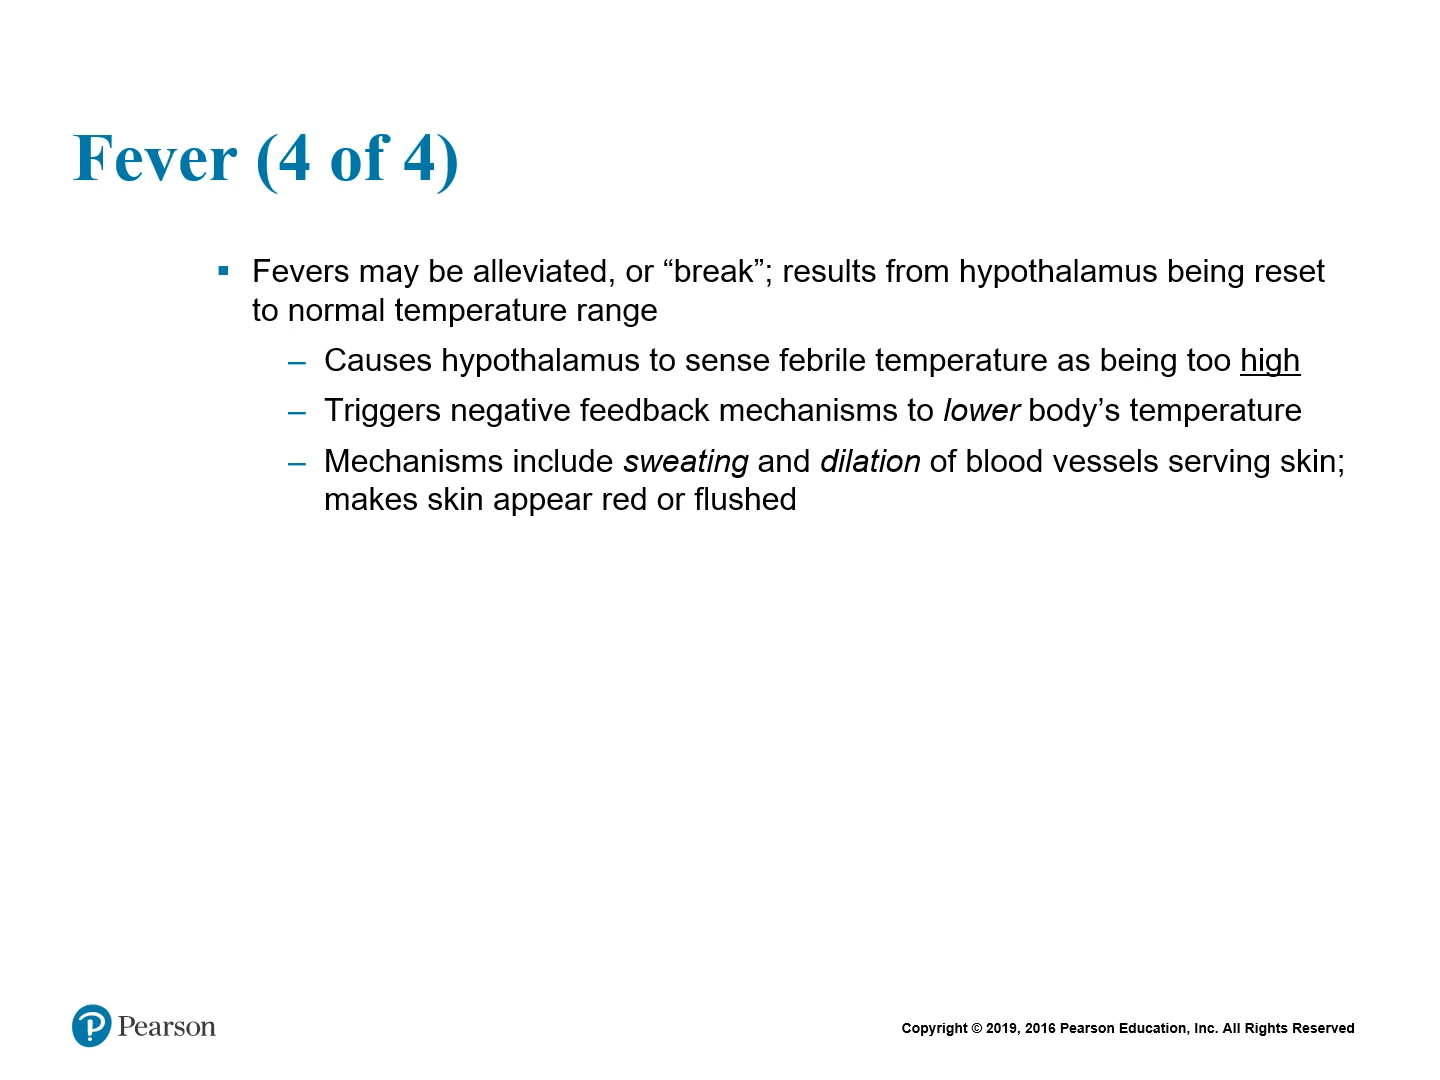 Fever (4 of 4)
▪ Fevers may be alleviated, or “break”; results from hypothalamus being reset
to normal temperature range
– Causes hypothalamus to sense febrile temperature as being too high
– Triggers negative feedback mechanisms to lower body’s temperature
– Mechanisms include sweating and dilation of blood vessels serving skin;
makes skin appear red or flushed
Pearson
Copyright © 2019, 2016 Pearson Education, Inc. All Rights Reserved